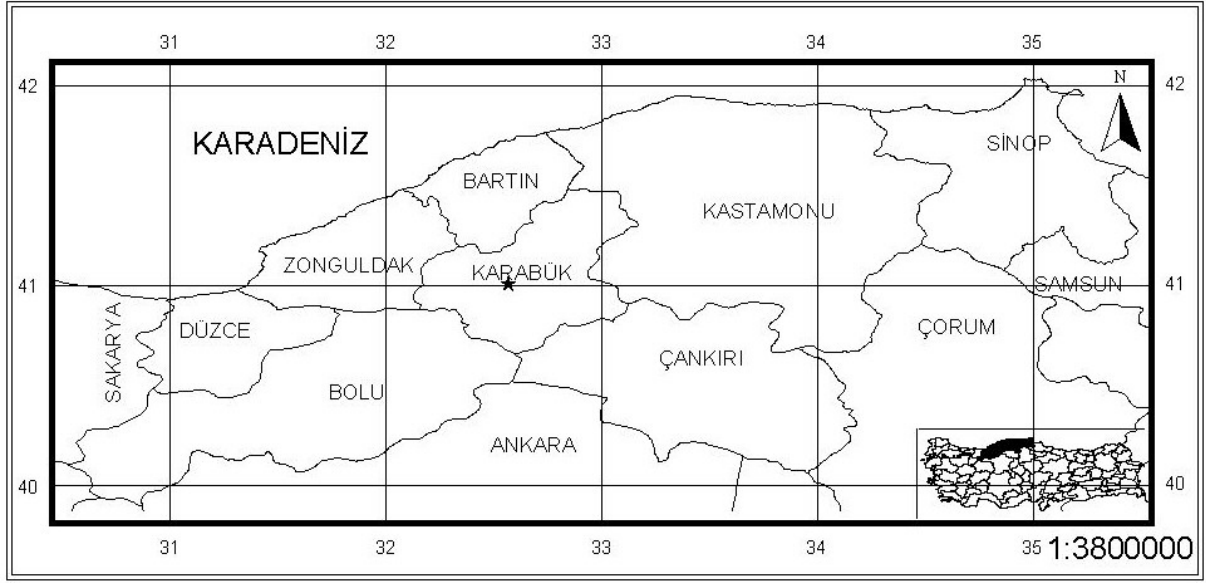 31 32 33 34 35
42 42
N
KARADENİZ
SİNOP
BARTIN
KASTAMONU
ZONGULDAK
KARABÜK
41 SAMSUN 41
SAKARYA
DÜZCE
ÇORUM
ÇANKIRI
BOLU
ANKARA
40 40
31 32 33 34 35 1:3800000